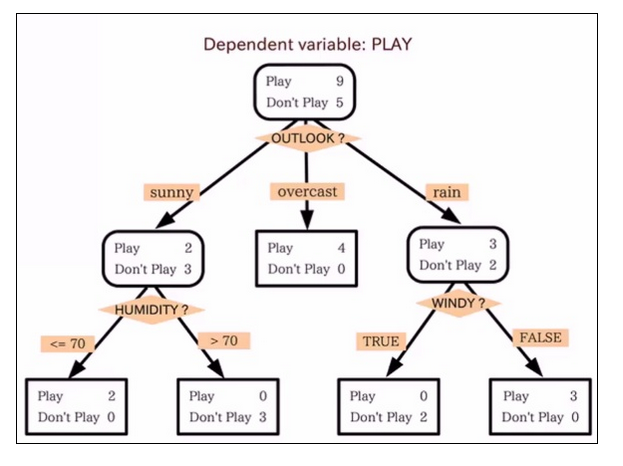 Dependent variable: PLAY
Play 9
Don't Play 5
OUTLOOK ?
sunny
overcast
rain
Play 2
Don't Play 3
Play 4
Don't Play 0
Play 3
Don't Play 2
HUMIDITY ?
WINDY ?
<= 70
> 70
TRUE
FALSE
Play 2
Don't Play 0
Play 0
Don't Play 3
Play 0
Don't Play 2
Play 3
Don't Play 0